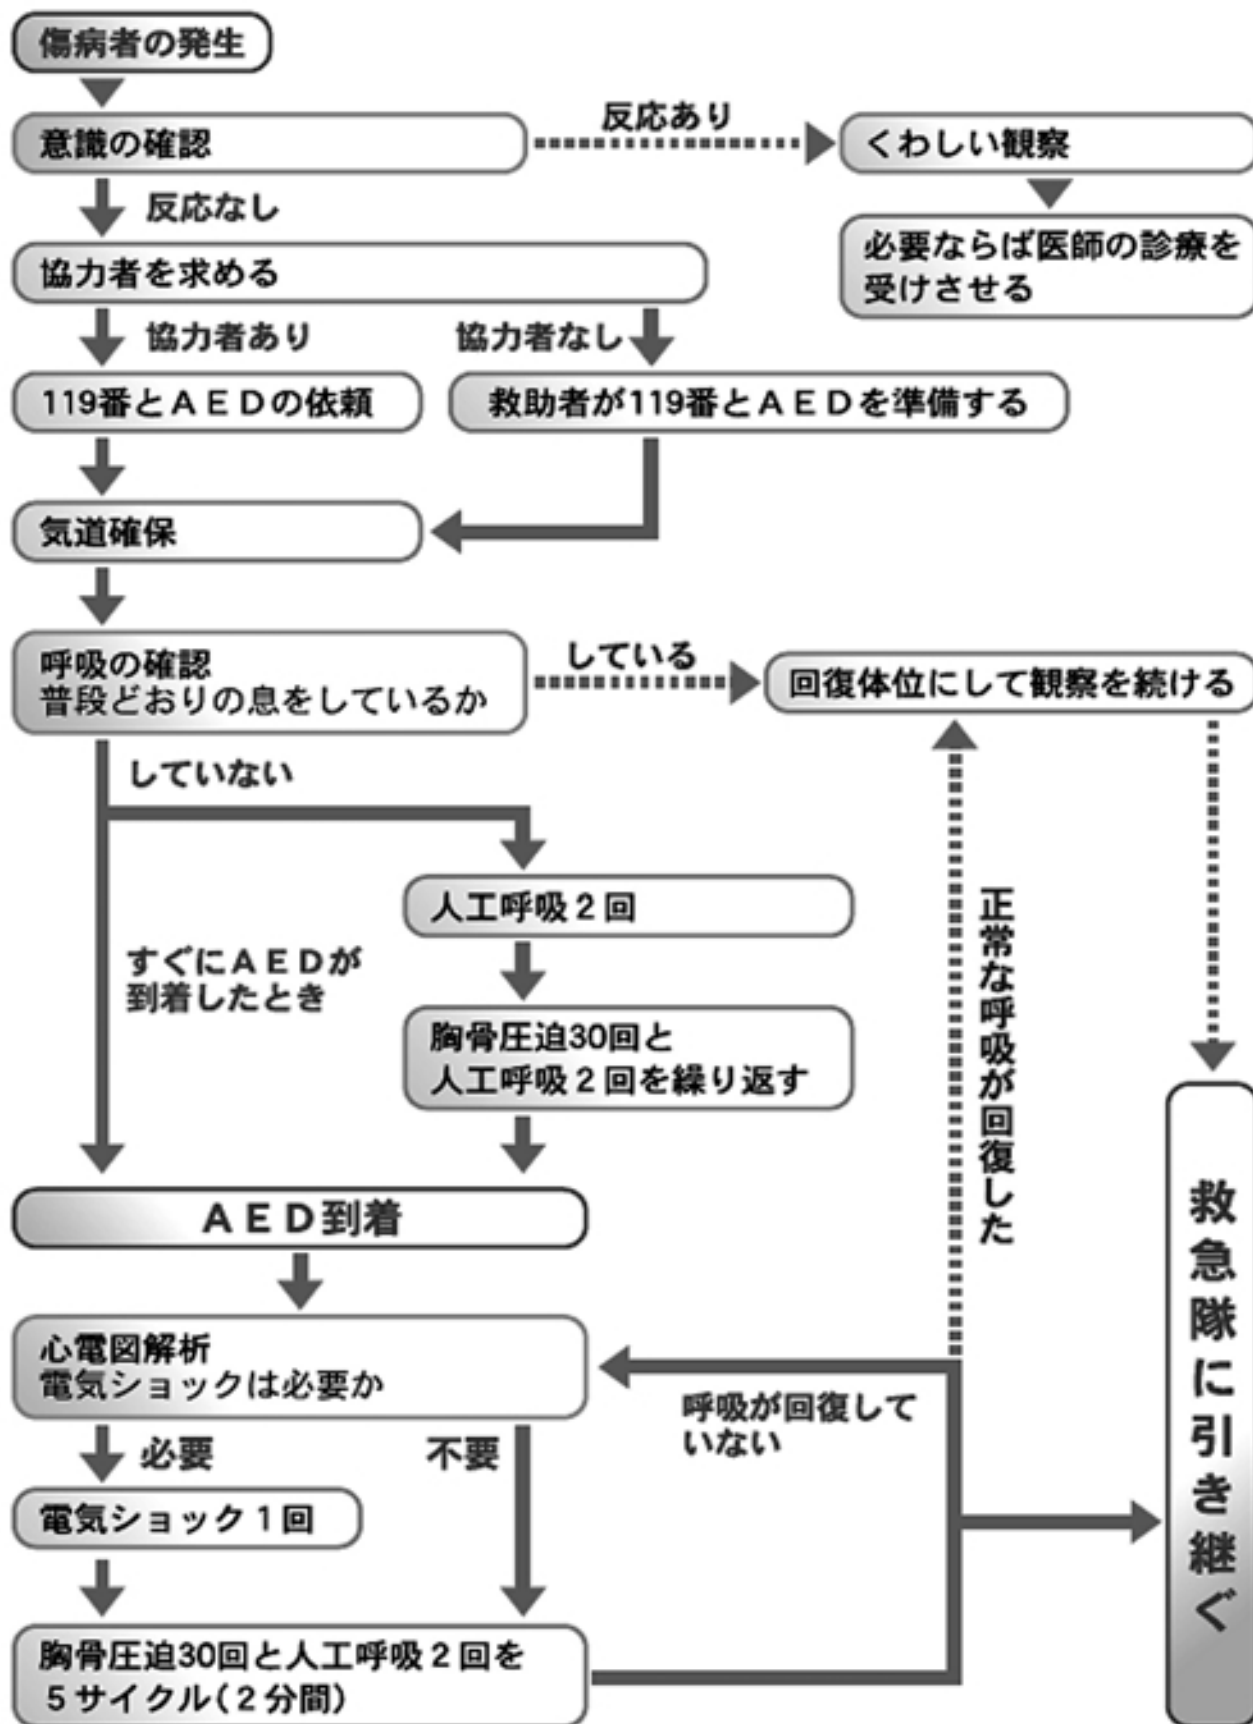 傷病者の発生
意識の確認
反応あり
くわしい観察
必要ならば医師の診療を
受けさせる
反応なし
協力者を求める
協力者あり
協力者なし
119番とＡＥＤの依頼
救助者が119番とＡＥＤを準備する
気道確保
呼吸の確認
普段どおりの息をしているか
している
回復体位にして観察を続ける
していない
人工呼吸２回
すぐにＡＥＤが
到着したとき
胸骨圧迫30回と
人工呼吸２回を繰り返す
正常な呼吸が回復した
ＡＥＤ到着
心電図解析
電気ショックは必要か
呼吸が回復して
いない
必要
不要
電気ショック１回
胸骨圧迫30回と人工呼吸２回を
５サイクル（２分間）
救急隊に引き継ぐ